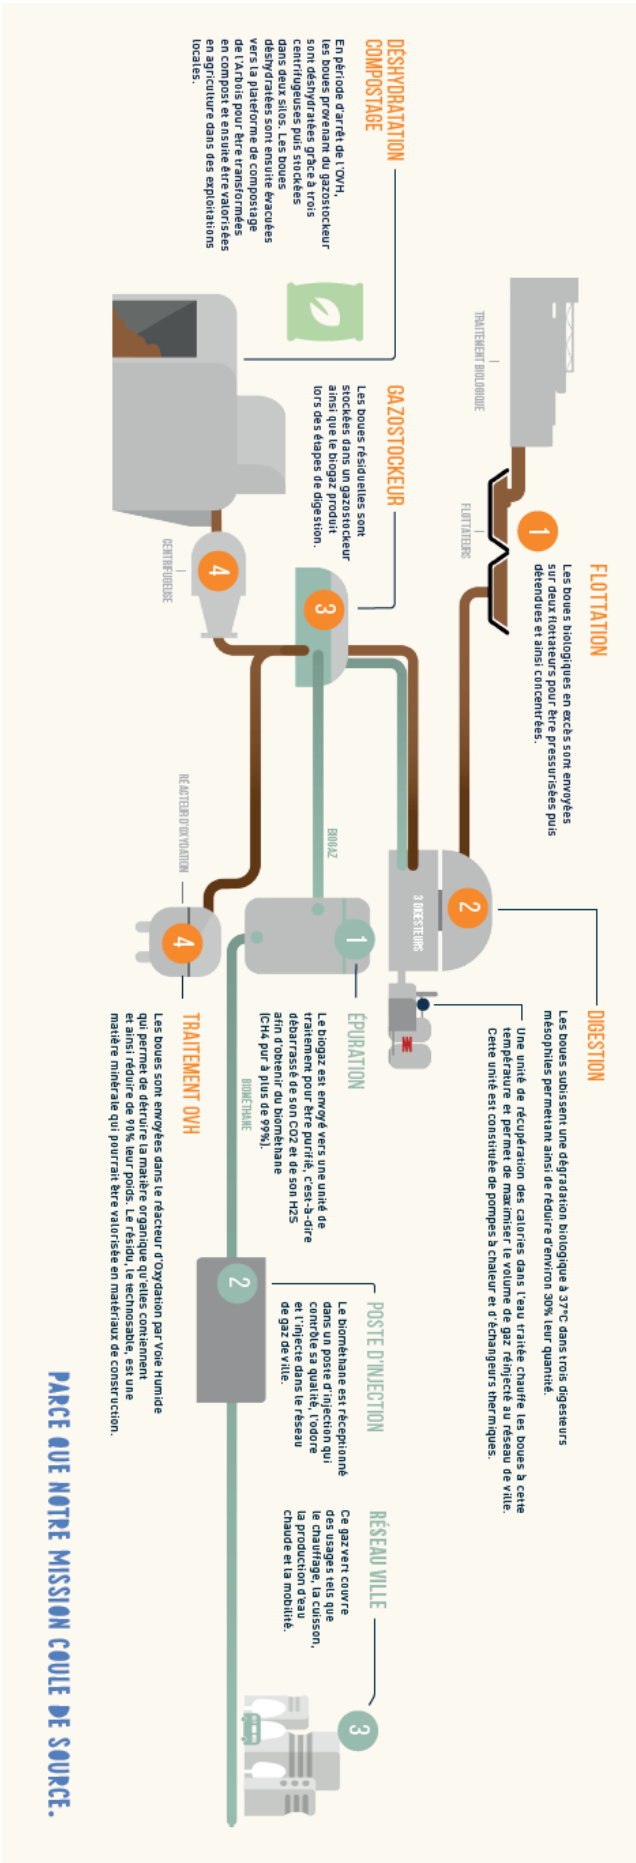 FLOTTATION
Les boues biologiques en excès sont envoyées
sur deux flottateurs pour être pressurisées puis
détendues et ainsi concentrées.
TRAITEMENT BIOLOGIQUE
FLOTTATEURS
1
DIGESTION
Les boues subissent une dégradation biologique à 37°C dans trois digesteurs
mésophiles permettant ainsi de réduire d'environ 30% leur quantité.
Une unité de récupération des calories dans l'eau traitée chauffe les boues à cette
température et permet de maximiser le volume de gaz réinjecté au réseau de ville.
Cette unité est constituée de pompes à chaleur et d'échangeurs thermiques.
2
3 DIGESTEURS
DÉSHYDRATATION
COMPOSTAGE
En période d'arrêt de l'OVH,
les boues provenant du gazostockeur
sont déshydratées grâce à trois
centrifugeuses puis stockées
dans deux silos. Les boues
déshydratées sont ensuite évacuées
vers la plateforme de compostage
de l'Arbois pour être transformées
en compost et ensuite être valorisées
en agriculture dans des exploitations
locales.
GAZOSTOCKEUR
Les boues résiduelles sont
stockées dans un gazostockeur
ainsi que le biogaz produit
lors des étapes de digestion.
3
4
CENTRIFUGEUSE
BIOGAZ
1
ÉPURATION
Le biogaz est envoyé vers une unité de
traitement pour être purifié, c'est-à-dire
débarrassé de son CO2 et de son H2S
afin d'obtenir du biométhane
(CH4 pur à plus de 99%).
BIOMÉTHANE
RÉACTEUR D'OXYDATION
4
TRAITEMENT OVH
Les boues sont envoyées dans le réacteur d'Oxydation par Voie Humide
qui permet de détruire la matière organique qu'elles contiennent
et ainsi réduire de 90% leur poids. Le résidu, le technosable, est une
matière minérale qui pourrait être valorisée en matériaux de construction.
2
POSTE D'INJECTION
Le biométhane est réceptionné
dans un poste d'injection qui
contrôle sa qualité, l'odore
et l'injecte dans le réseau
de gaz de ville.
RÉSEAU VILLE
Ce gaz vert couvre
des usages tels que
le chauffage, la cuisson,
la production d'eau
chaude et la mobilité.
3
PARCE QUE NOTRE MISSION COULE DE SOURCE.